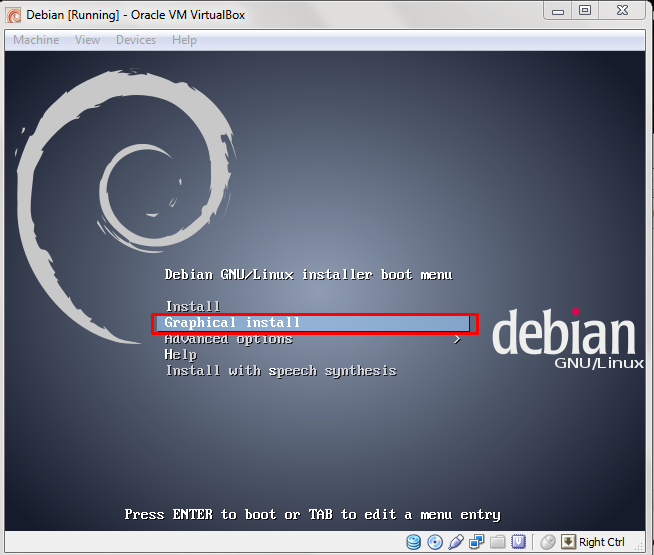 Debian [Running] - Oracle VM VirtualBox
Machine View Devices Help
Debian GNU/Linux installer boot menu
Install
Graphical install
Advanced options >
Help
Install with speech synthesis
debian
GNU/Linux
Press ENTER to boot or TAB to edit a menu entry
Right Ctrl